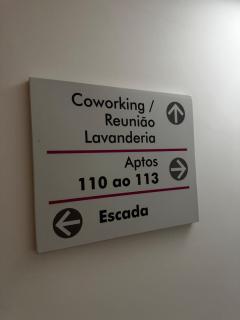 Coworking /
Reunião
Lavanderia
Aptos
110 ao 113
Escada